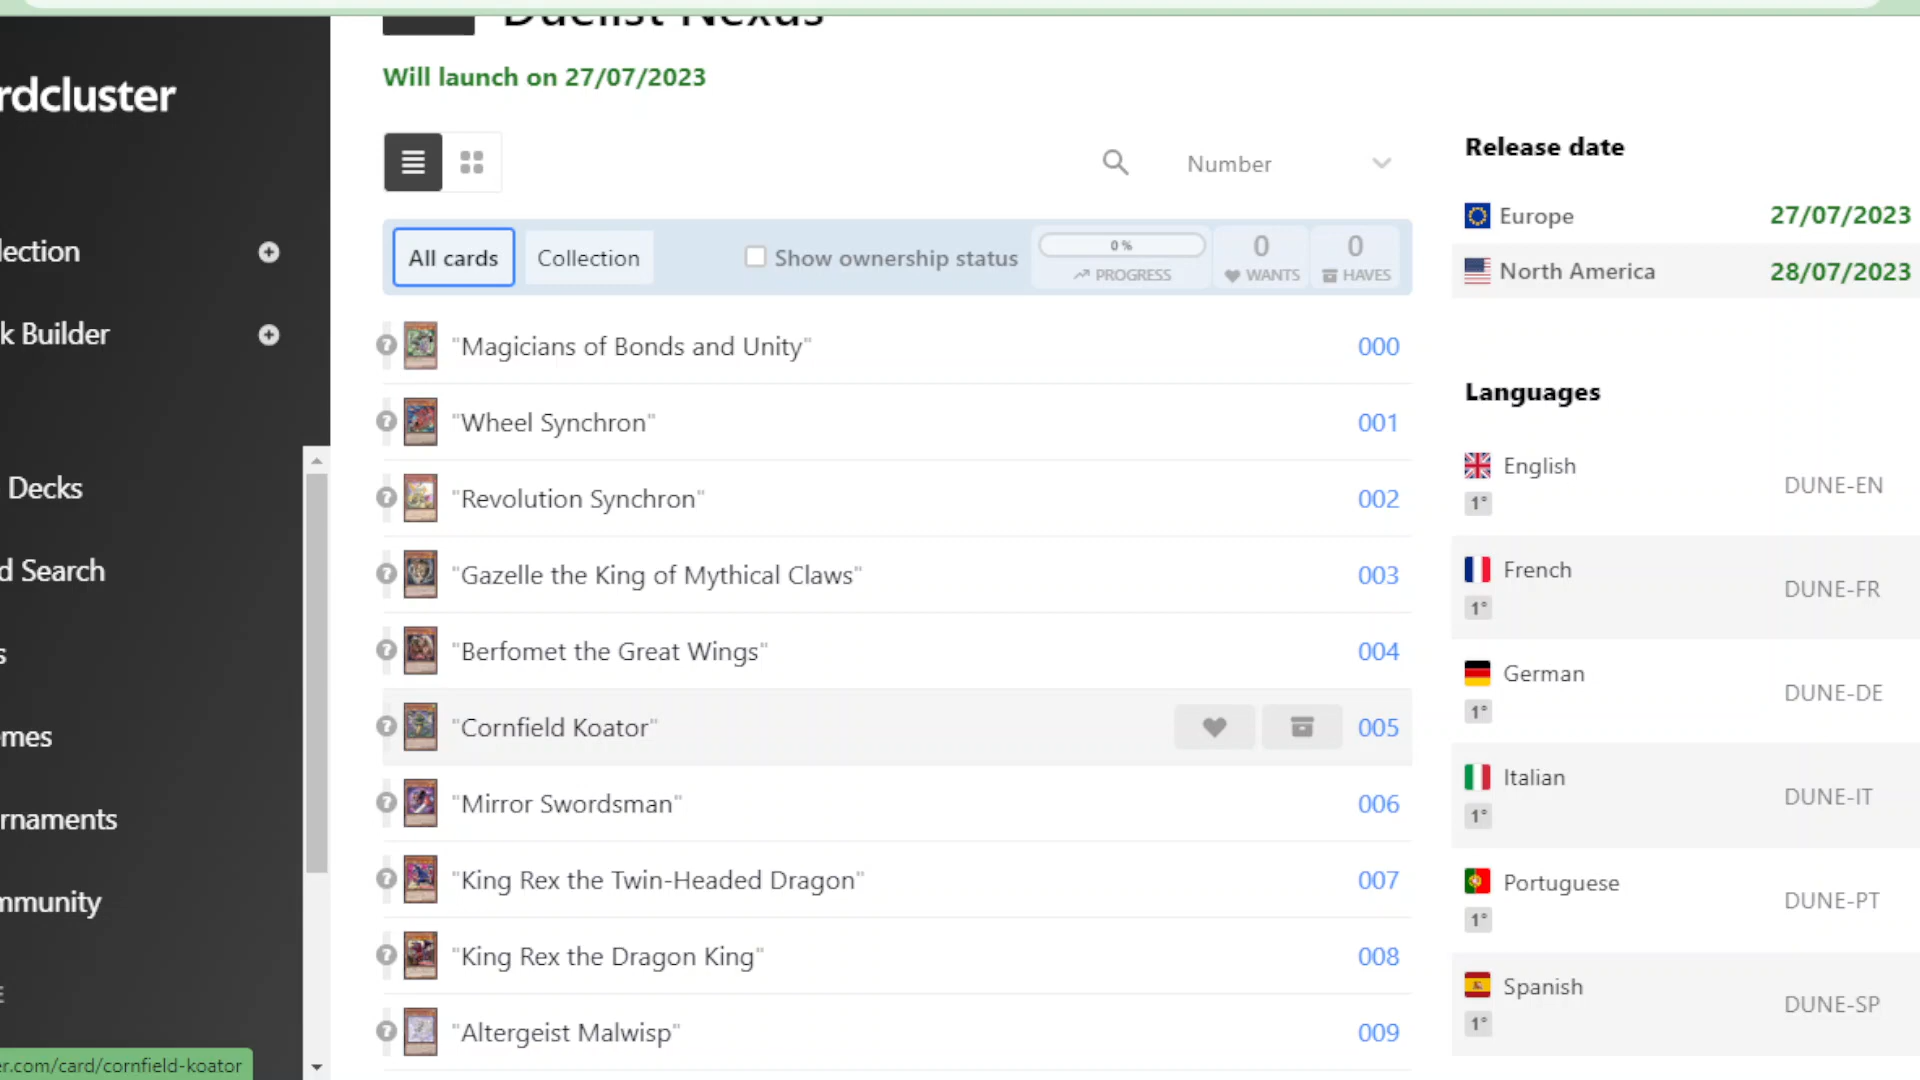 Duelist Nexus
Will launch on 27/07/2023
rdcluster
lection
k Builder
Decks
d Search
s
emes
rnaments
mmunity
E
er.com/card/cornfield-koator
Number
All cards
Collection
Show ownership status
0 %
PROGRESS
0
WANTS
0
HAVES
"Magicians of Bonds and Unity" 000
"Wheel Synchron" 001
"Revolution Synchron" 002
"Gazelle the King of Mythical Claws" 003
"Berfomet the Great Wings" 004
"Cornfield Koator" 005
"Mirror Swordsman" 006
"King Rex the Twin-Headed Dragon" 007
"King Rex the Dragon King" 008
"Altergeist Malwisp" 009
Release date
Europe 27/07/2023
North America 28/07/2023
Languages
English DUNE-EN
1°
French DUNE-FR
1°
German DUNE-DE
1°
Italian DUNE-IT
1°
Portuguese DUNE-PT
1°
Spanish DUNE-SP
1°